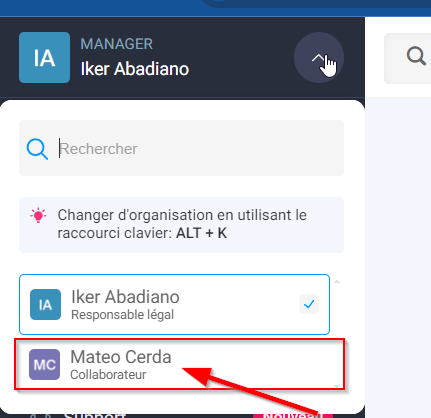 IA
MANAGER
Iker Abadiano
Rechercher
Changer d'organisation en utilisant le
raccourci clavier: ALT + K
IA
Iker Abadiano
Responsable légal
MC
Mateo Cerda
Collaborateur
Support
Nouveau